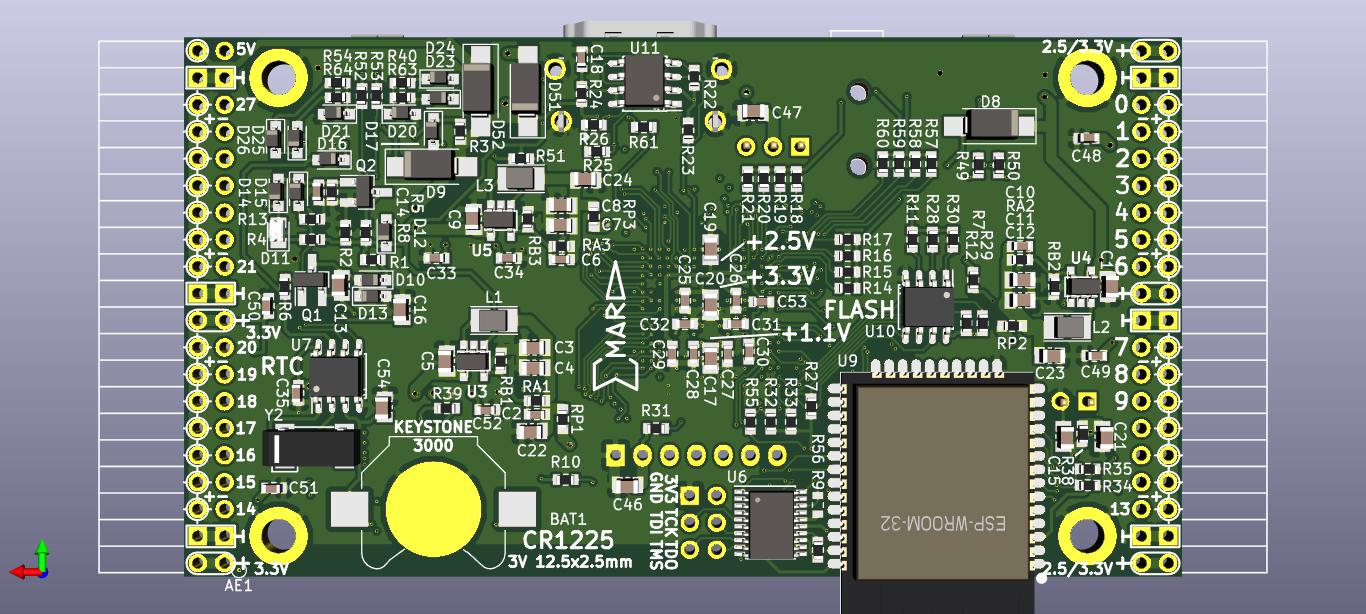 5V
27
21
3.3V
20
19
18
17
16
15
14
3.3V
AE1
D26
D25
D14
D15
R13
R4
D11
R54
R64
R52
R53
R40
R63
D24
D23
D21
D20
D17
D16
Q2
D9
D52
D51
R3
R51
L3
C14
R8
R5
D12
R2
R1
D10
D13
C16
C13
Q1
R6
C50
C33
C9
U5
C34
RB3
C8
C7
RP3
RA3
C6
C18
R24
U11
R22
R26
R25
C24
R61
R23
C47
R21
R20
R19
R18
C19
+2.5V
+3.3V
+1.1V
C25
C20
C26
C53
C32
C31
C29
C30
C28
C17
C27
MAR
L1
C5
U3
RB1
C3
C4
RA1
C2
C52
R39
C22
RP1
R31
R10
U7
RTC
C35
C54
Y2
C51
KEYSTONE
3000
BAT1
CR1225
3V 12.5x2.5mm
C46
3V3 TCK TDO
GND TDI TMS
U6
R55
R32
R33
R27
R56
R9
U9
ESP-WROOM-32
R17
R16
R15
R14
FLASH
U10
R60
R59
R58
R57
R11
R28
R30
R7
R12
R29
D8
R49
R50
C48
C10
RA2
C11
C12
RB2
U4
L2
RP2
C23
C49
C21
C15
R38
R35
R34
2.5/3.3V
0
1
2
3
4
5
6
7
8
9
13
2.5/3.3V